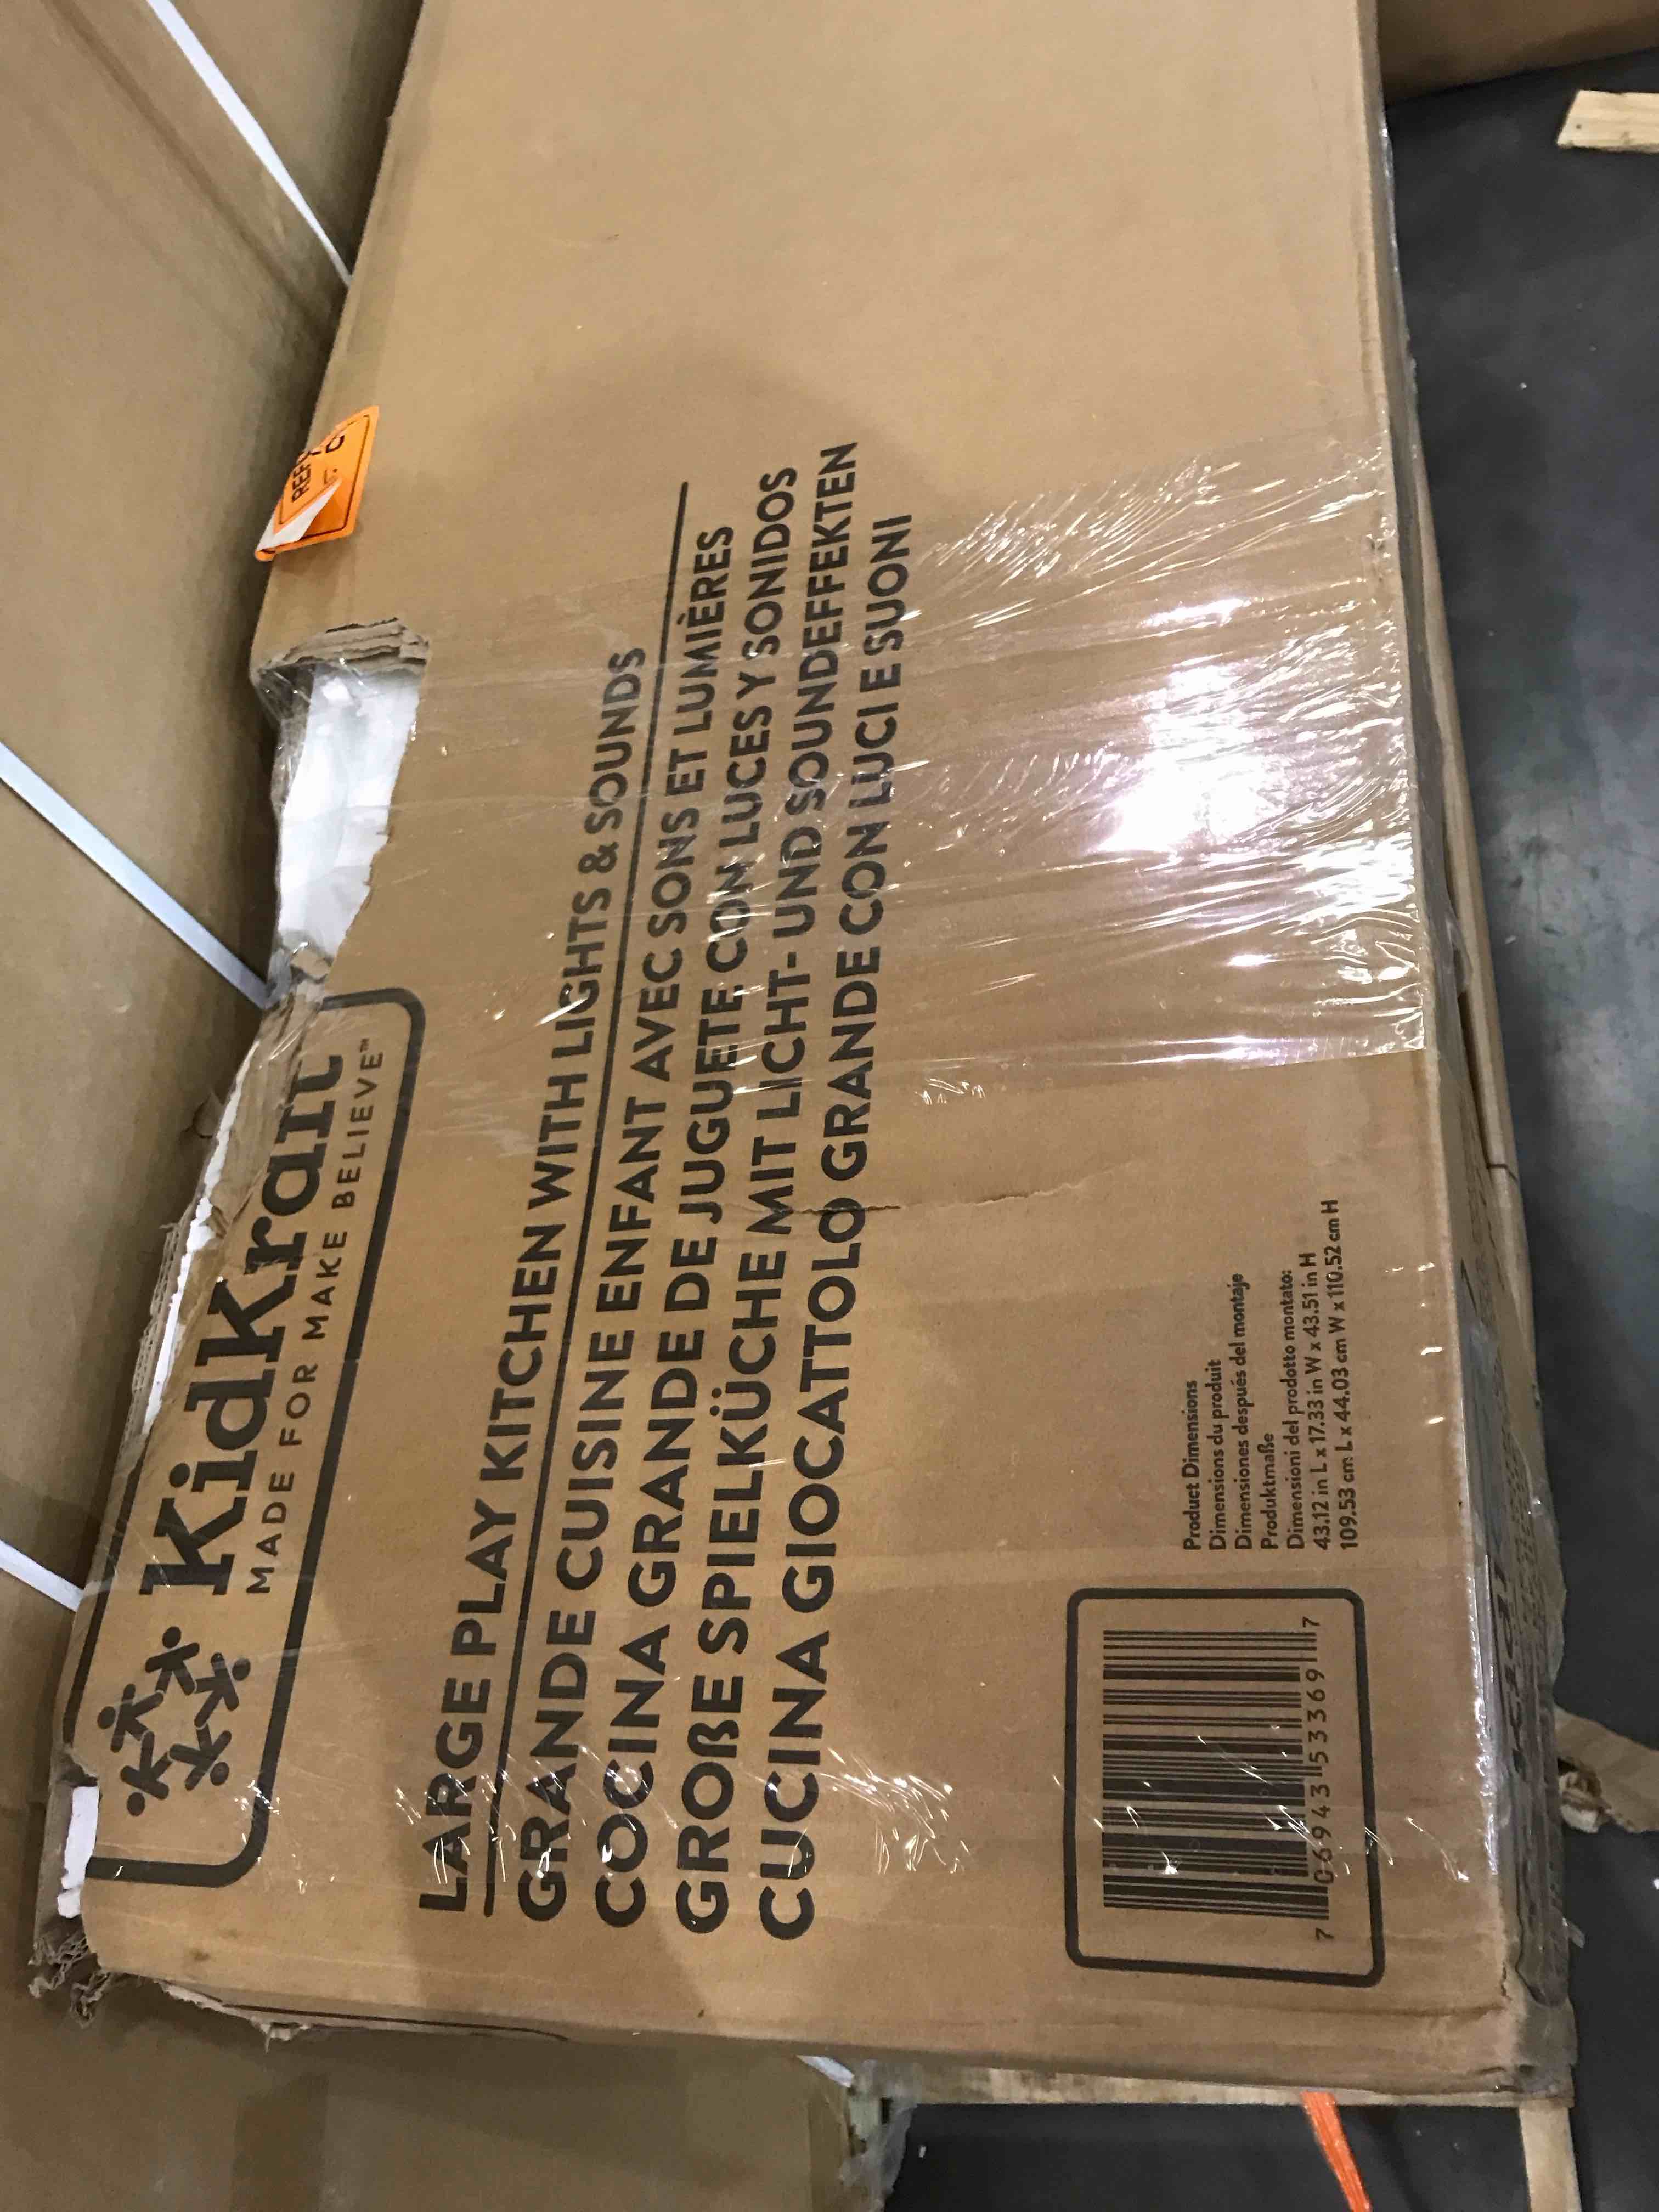 KidKraft
MADE FOR MAKE BELIEVE™
LARGE PLAY KITCHEN WITH LIGHTS & SOUNDS
GRANDE CUISINE ENFANT AVEC SONS ET LUMIÈRES
COCINA GRANDE DE JUGUETE CON LUCES Y SONIDOS
GROßE SPIELKÜCHE MIT LICHT- UND SOUNDEFFEKTEN
CUCINA GIOCATTOLO GRANDE CON LUCI E SUONI
Product Dimensions
Dimensions du produit
Dimensiones después del montaje
Produktmaße
Dimensioni del prodotto montato:
43.12 in L x 17.33 in W x 43.51 in H
109.53 cm L x 44.03 cm W x 110.52 cm H
7 06943 53369 7